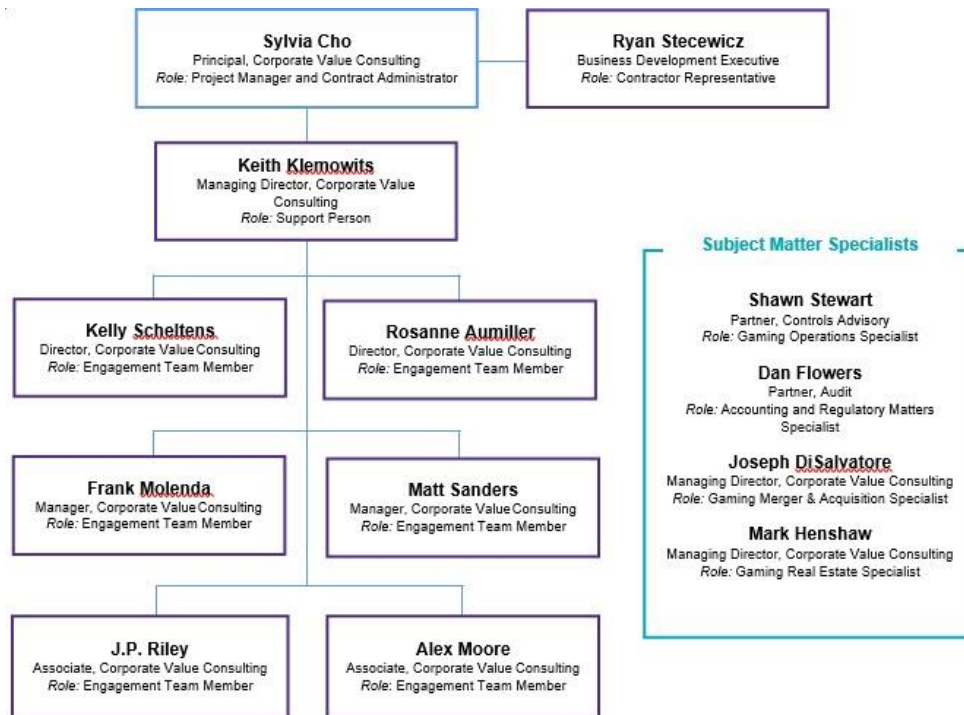 Sylvia Cho
Principal, Corporate Value Consulting
Role: Project Manager and Contract Administrator
Ryan Stecewicz
Business Development Executive
Role: Contractor Representative
Keith Klemowits
Managing Director, Corporate Value
Consulting
Role: Support Person
Kelly Scheltens
Director, Corporate Value Consulting
Role: Engagement Team Member
Rosanne Aumiller
Director, Corporate Value Consulting
Role: Engagement Team Member
Frank Molenda
Manager, Corporate Value Consulting
Role: Engagement Team Member
Matt Sanders
Manager, Corporate Value Consulting
Role: Engagement Team Member
J.P. Riley
Associate, Corporate Value Consulting
Role: Engagement Team Member
Alex Moore
Associate, Corporate Value Consulting
Role: Engagement Team Member
Subject Matter Specialists
Shawn Stewart
Partner, Controls Advisory
Role: Gaming Operations Specialist
Dan Flowers
Partner, Audit
Role: Accounting and Regulatory Matters
Specialist
Joseph DiSalvatore
Managing Director, Corporate Value Consulting
Role: Gaming Merger & Acquisition Specialist
Mark Henshaw
Managing Director, Corporate Value Consulting
Role: Gaming Real Estate Specialist